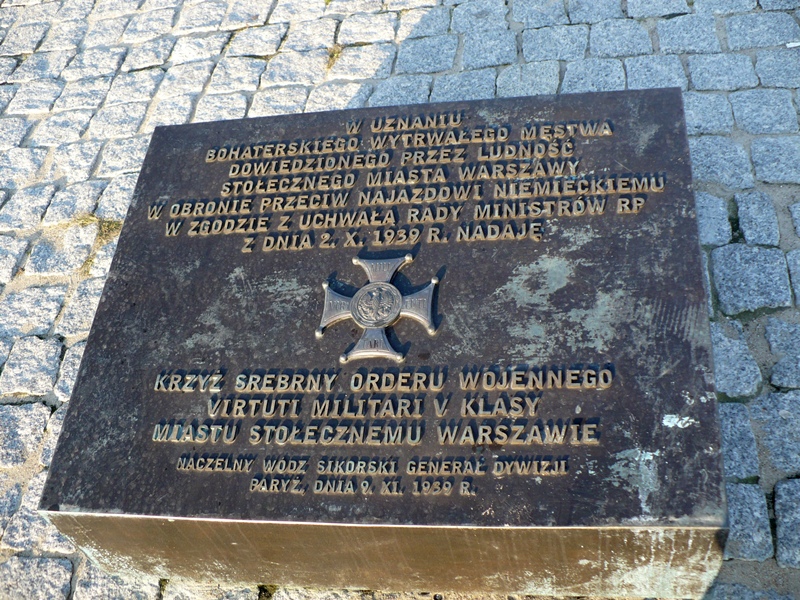 W UZNANIU
BOHATERSKIEGO WYTRWAŁEGO MĘSTWA
DOWIEDZIONEGO PRZEZ LUDNOŚĆ
STOŁECZNEGO MIASTA WARSZAWY
W OBRONIE PRZECIW NAJAZDOWI NIEMIECKIEMU
W ZGODZIE Z UCHWAŁĄ RADY MINISTRÓW RP
Z DNIA 2. X. 1939 R. NADAJĘ
KRZYŻ SREBRNY ORDERU WOJENNEGO
VIRTUTI MILITARI V KLASY
MIASTU STOŁECZNEMU WARSZAWIE
NACZELNY WÓDZ SIKORSKI GENERAŁ DYWIZJI
PARYŻ, DNIA 9. XI. 1939 R.